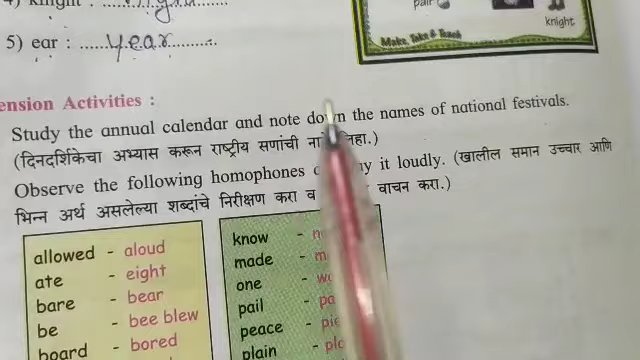 knight :
pair
knight
5) ear : ......year............
Make, Take & Teach
ension Activities :
Study the annual calendar and note down the names of national festivals.
(दिनदर्शिकेचा अभ्यास करून राष्ट्रीय सणांची लिहा.)
Observe the following homophones it loudly. (खालील समान उच्चार आणि
भिन्न अर्थ असलेल्या शब्दांचे निरीक्षण करा व वाचन करा.)
allowed - aloud
ate - eight
bare - bear
be - bee blew
board - bored
know -
made -
one -
pail -
peace -
plain -